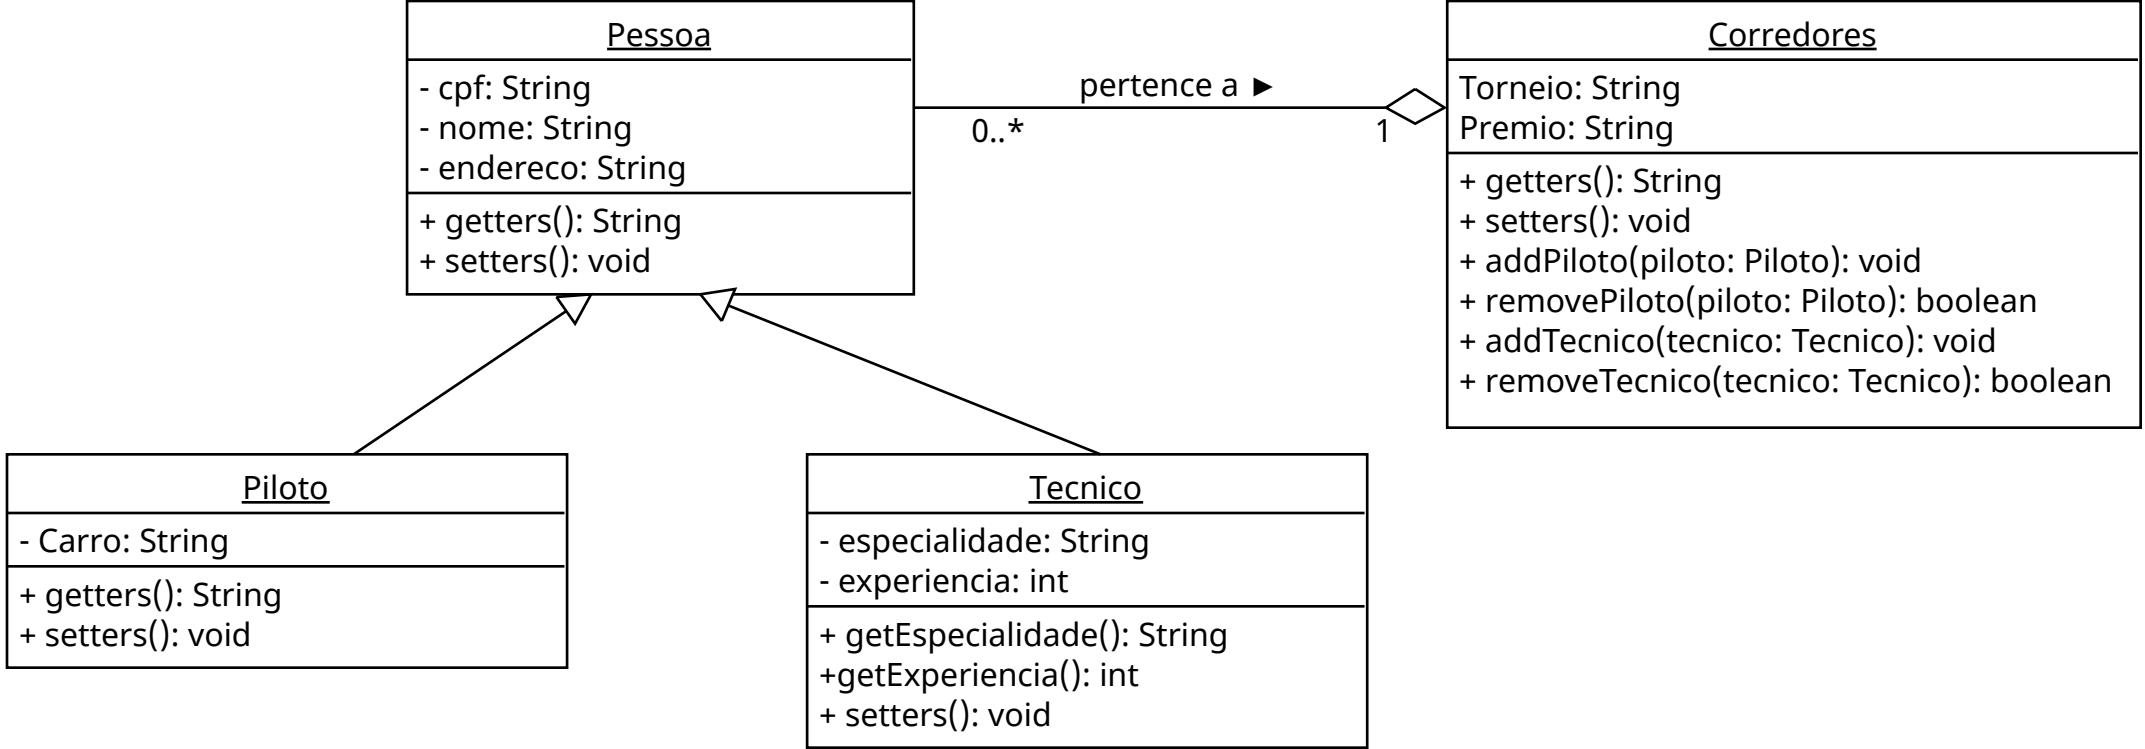 Pessoa
- cpf: String
- nome: String
- endereco: String
+ getters(): String
+ setters(): void
pertence a ►
0..*
1
Corredores
Torneio: String
Premio: String
+ getters(): String
+ setters(): void
+ addPiloto(piloto: Piloto): void
+ removePiloto(piloto: Piloto): boolean
+ addTecnico(tecnico: Tecnico): void
+ removeTecnico(tecnico: Tecnico): boolean
Piloto
- Carro: String
+ getters(): String
+ setters(): void
Tecnico
- especialidade: String
- experiencia: int
+ getEspecialidade(): String
+getExperiencia(): int
+ setters(): void